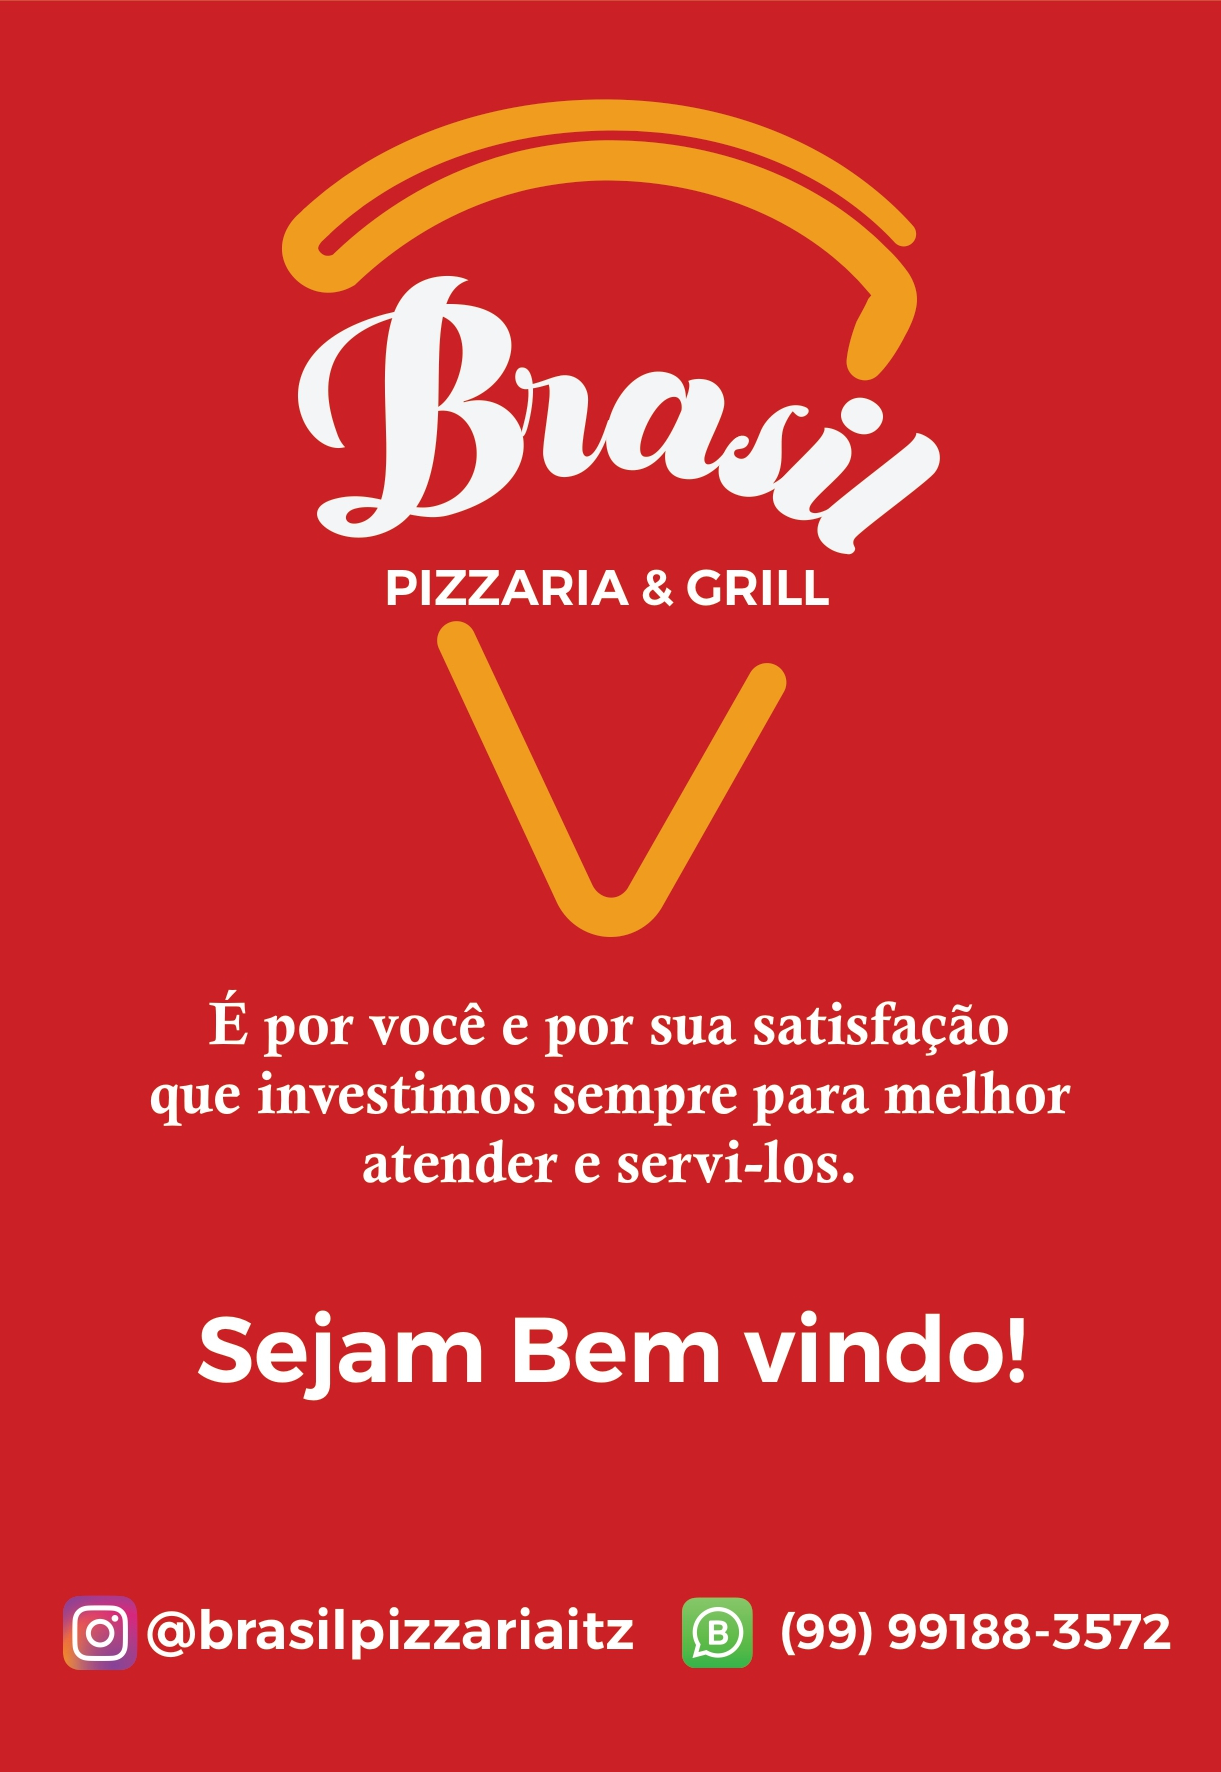 Brasil
PIZZARIA & GRILL
É por você e por sua satisfação
que investimos sempre para melhor
atender e servi-los.
Sejam Bem vindo!
@brasilpizzariaitz (99) 99188-3572